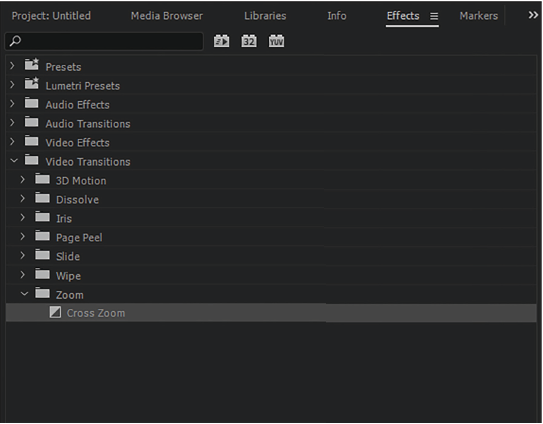 Project: Untitled Media Browser Libraries Info Effects Markers
32 YUV
Presets
Lumetri Presets
Audio Effects
Audio Transitions
Video Effects
Video Transitions
3D Motion
Dissolve
Iris
Page Peel
Slide
Wipe
Zoom
Cross Zoom